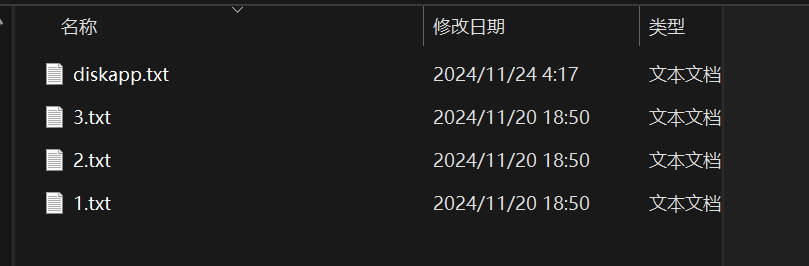 名称 修改日期 类型
diskapp.txt 2024/11/24 4:17 文本文档
3.txt 2024/11/20 18:50 文本文档
2.txt 2024/11/20 18:50 文本文档
1.txt 2024/11/20 18:50 文本文档